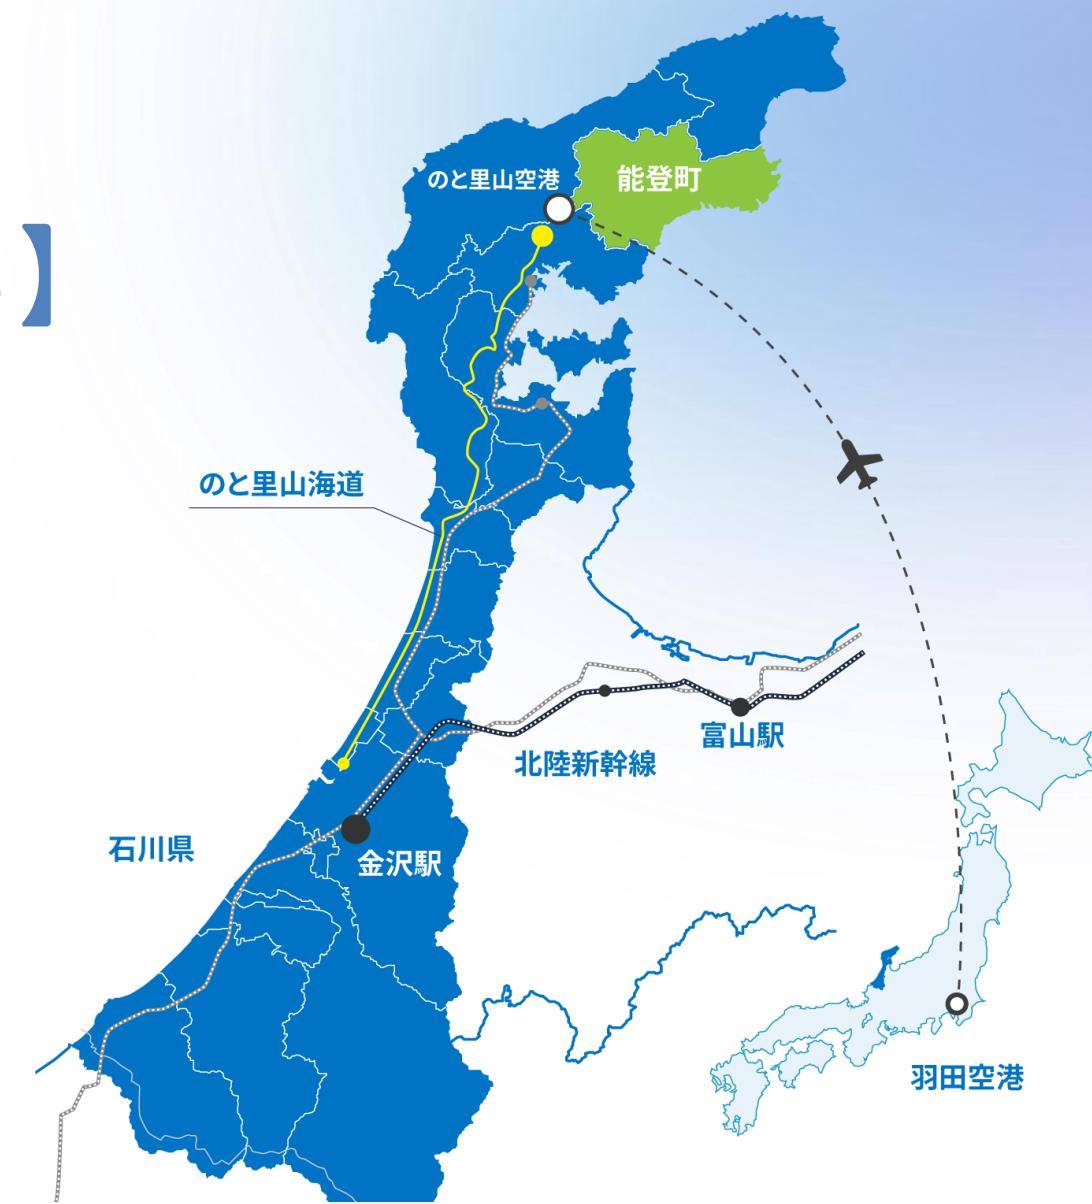 のと里山空港
能登町
】
のと里山海道
富山駅
北陸新幹線
石川県
金沢駅
羽田空港